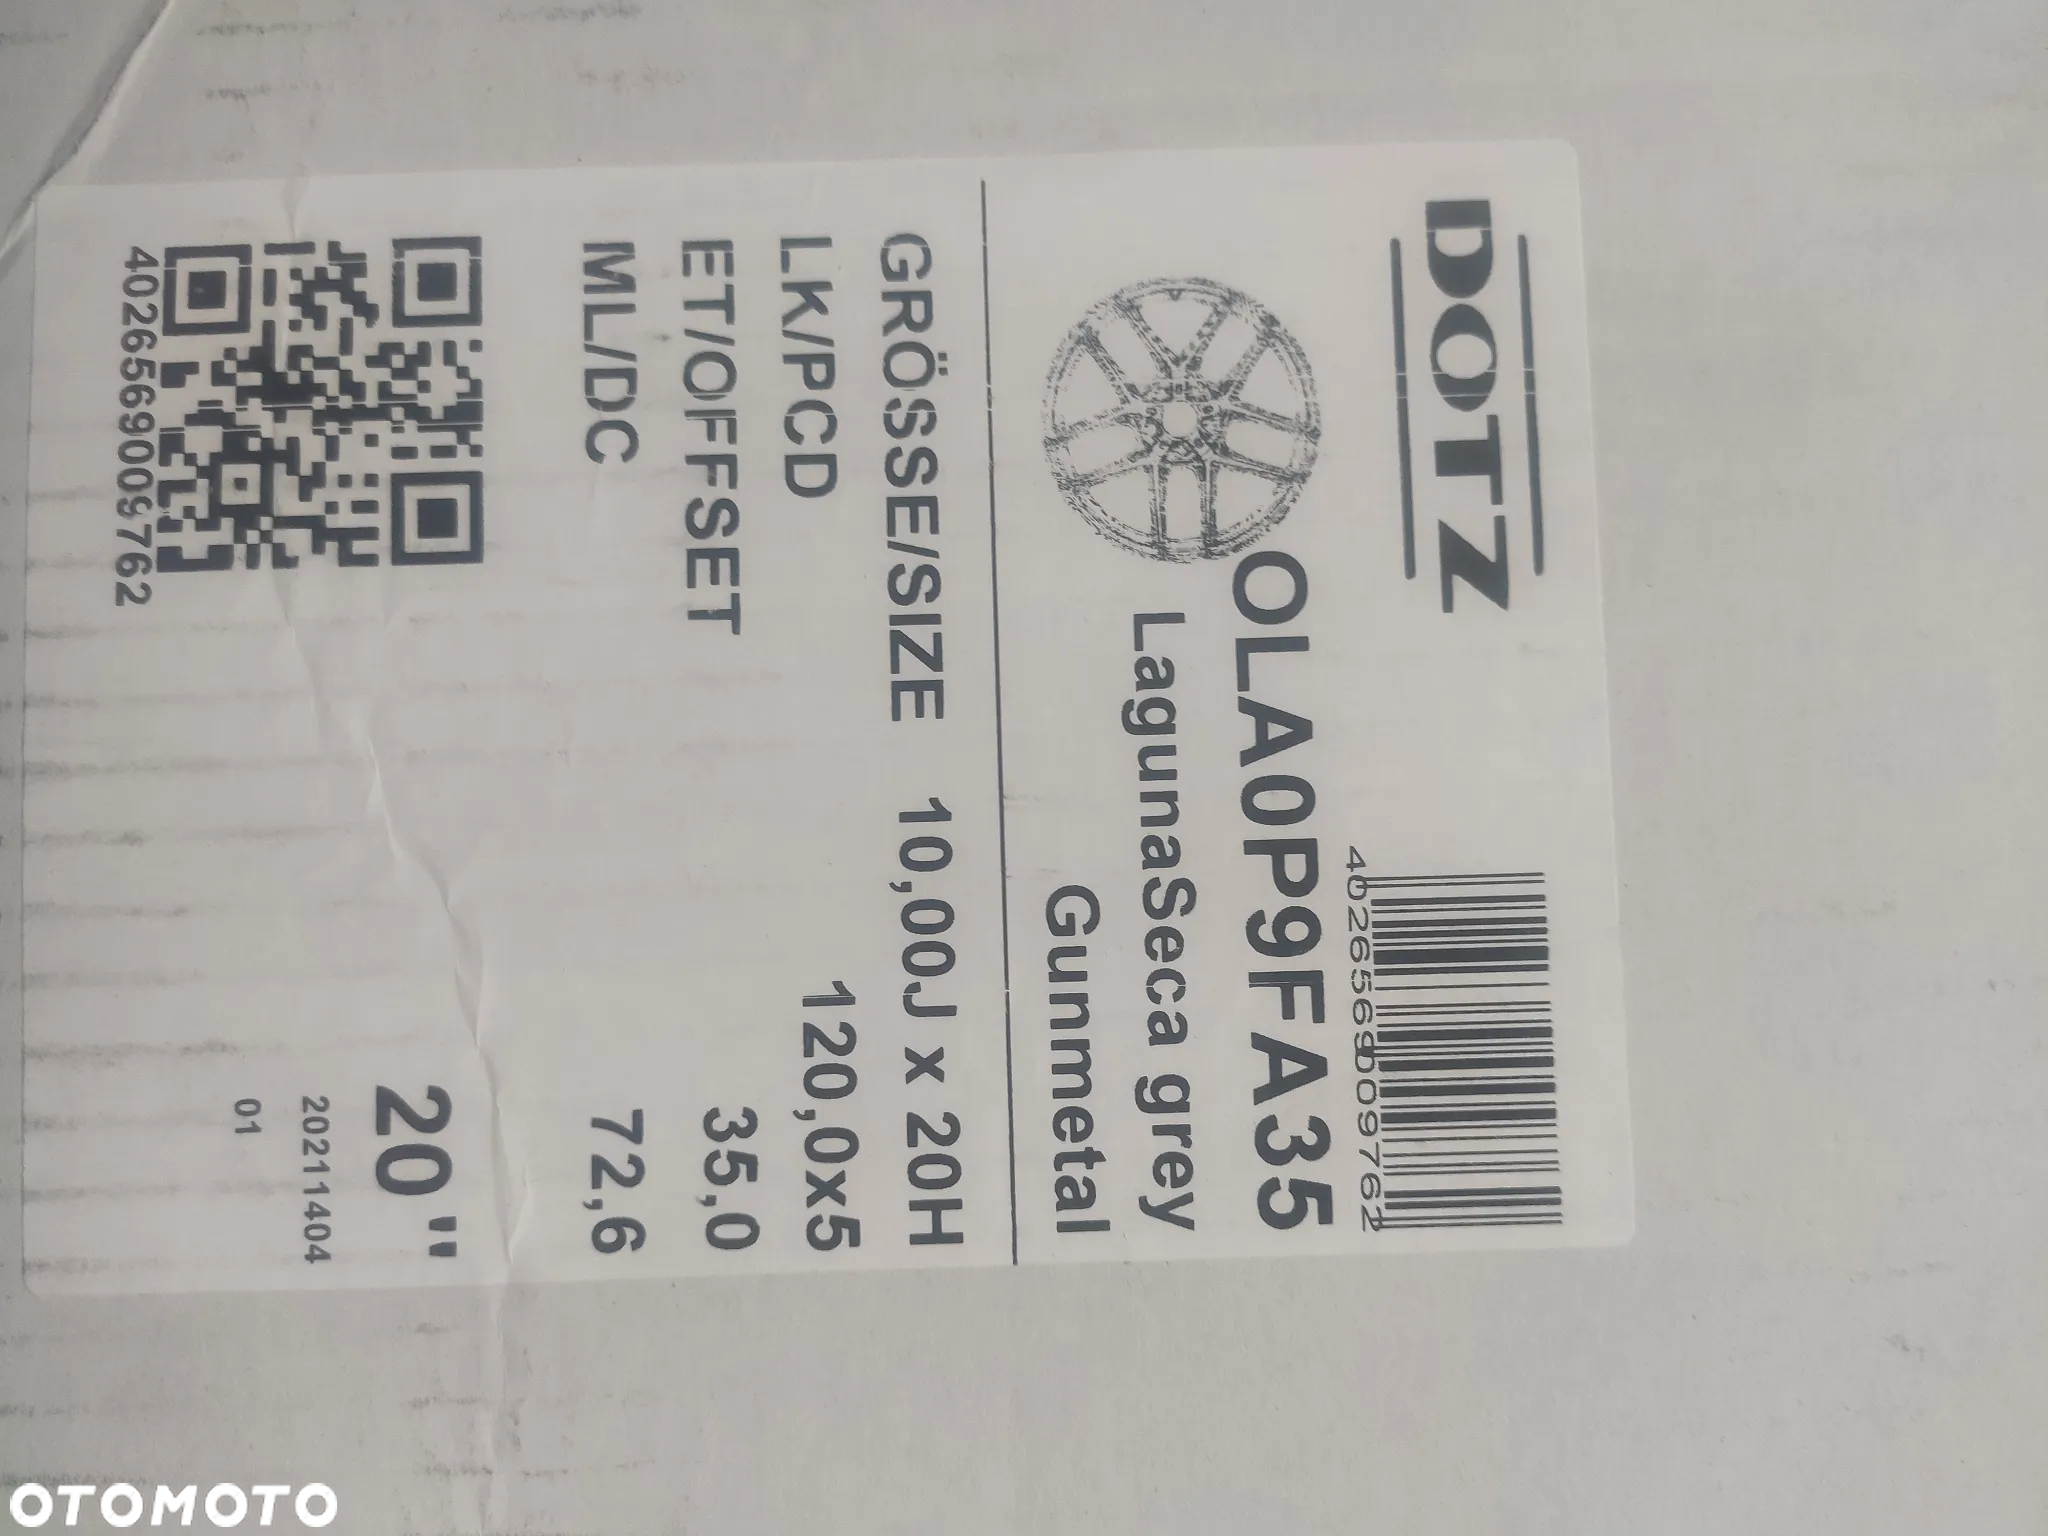 DOTZ
4026569009762
OLA0P9FA35
LagunaSeca grey
Gunmetal
GRÖSSE/SIZE 10,00J x 20H
LK/PCD 120,0x5
ET/OFFSET 35,0
ML/DC 72,6
20"
20211404
01
4026569009762
OTOMOTO